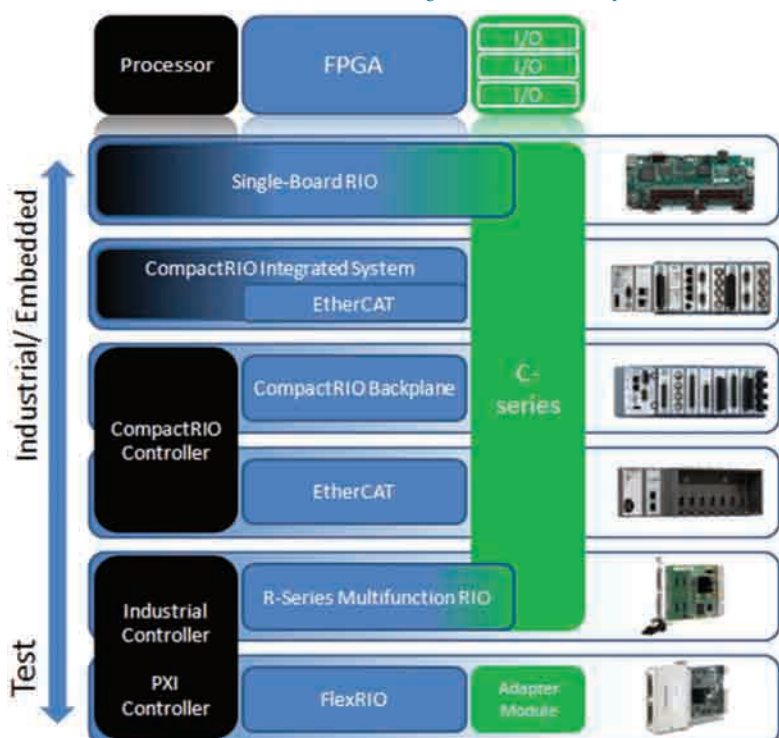 Processor
FPGA
I/O
I/O
I/O
Industrial/ Embedded
Test
Single-Board RIO
CompactRIO Integrated System
EtherCAT
C-
series
CompactRIO
Controller
CompactRIO Backplane
EtherCAT
Industrial
Controller
R-Series Multifunction RIO
PXI
Controller
FlexRIO
Adapter
Module